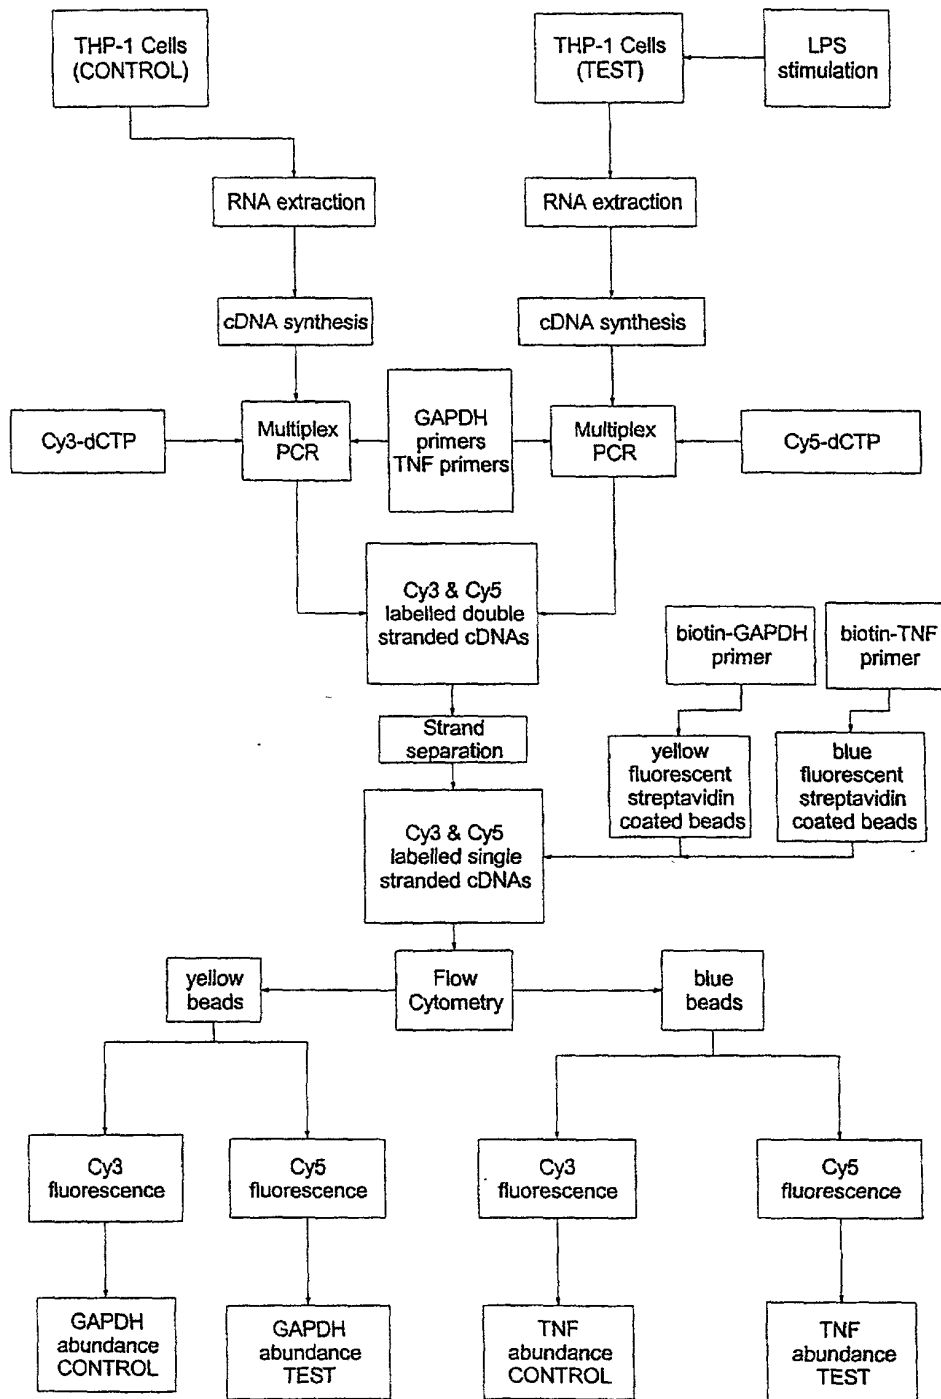 THP-1 Cells
(CONTROL)
THP-1 Cells
(TEST)
LPS
stimulation
RNA extraction
RNA extraction
cDNA synthesis
cDNA synthesis
Cy3-dCTP
Multiplex
PCR
GAPDH
primers
TNF primers
Multiplex
PCR
Cy5-dCTP
Cy3 & Cy5
labelled double
stranded cDNAs
biotin-GAPDH
primer
biotin-TNF
primer
Strand
separation
yellow
fluorescent
streptavidin
coated beads
blue
fluorescent
streptavidin
coated beads
Cy3 & Cy5
labelled single
stranded cDNAs
yellow
beads
Flow
Cytometry
blue
beads
Cy3
fluorescence
Cy5
fluorescence
Cy3
fluorescence
Cy5
fluorescence
GAPDH
abundance
CONTROL
GAPDH
abundance
TEST
TNF
abundance
CONTROL
TNF
abundance
TEST